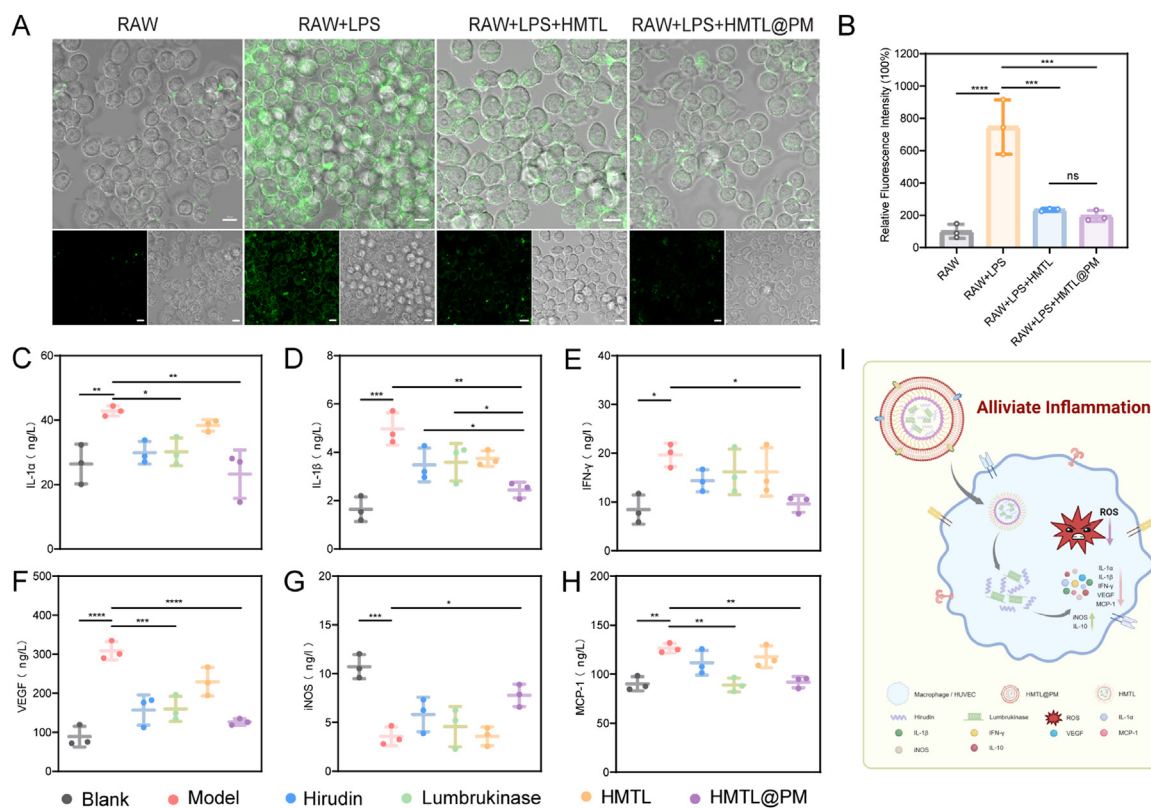 A
RAW
RAW+LPS
RAW+LPS+HMTL
RAW+LPS+HMTL@PM
B
Relative Fluorescence Intensity (100%)
1200
1000
800
600
400
200
0
****
***
***
ns
RAW
RAW+LPS
RAW+LPS+HMTL
RAW+LPS+HMTL@PM
C
IL-1α（ ng/L）
60
40
20
0
**
**
*
D
IL-1β（ ng/L）
8
6
4
2
0
***
**
*
*
E
IFN-γ（ ng/l）
40
30
20
10
0
*
*
F
VEGF（ ng/L）
500
400
300
200
100
0
****
****
***
G
iNOS（ ng/l）
20
15
10
5
0
***
*
H
MCP-1（ ng/L）
200
150
100
50
0
**
**
**
Blank
Model
Hirudin
Lumbrukinase
HMTL
HMTL@PM
I
Alliviate Inflammation
ROS
IL-1α
IL-1β
IFN-γ
VEGF
MCP-1
iNOS
IL-10
Macrophage / HUVEC
HMTL@PM
HMTL
Hirudin
Lumbrukinase
ROS
IL-1α
IL-1β
IFN-γ
VEGF
MCP-1
iNOS
IL-10